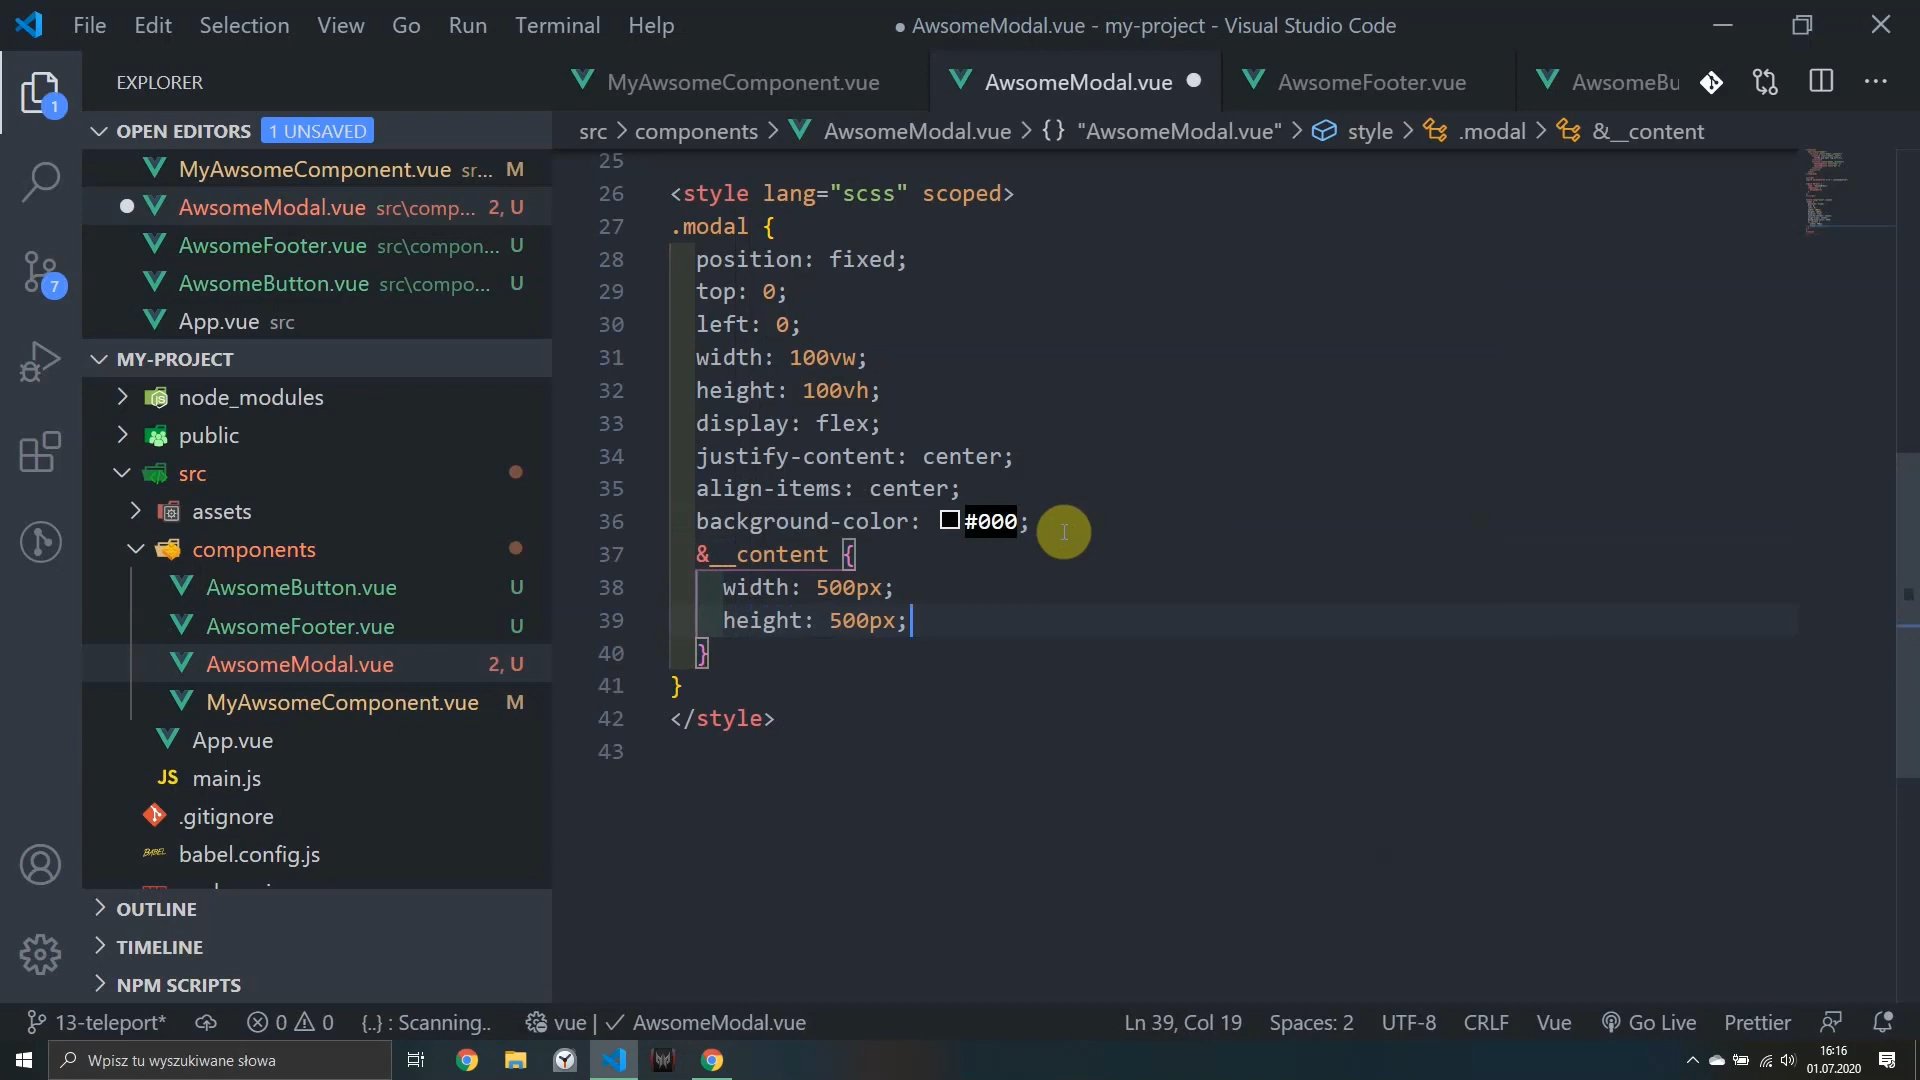 File Edit Selection View Go Run Terminal Help
● AwsomeModal.vue - my-project - Visual Studio Code
1
EXPLORER
MyAwsomeComponent.vue
AwsomeModal.vue
AwsomeFooter.vue
AwsomeBu
OPEN EDITORS 1 UNSAVED
src > components > AwsomeModal.vue > {} "AwsomeModal.vue" > style > .modal > &__content
MyAwsomeComponent.vue sr... M
AwsomeModal.vue src\comp... 2, U
AwsomeFooter.vue src\compon... U
AwsomeButton.vue src\compo... U
App.vue src
7
MY-PROJECT
node_modules
public
src
assets
components
AwsomeButton.vue U
AwsomeFooter.vue U
AwsomeModal.vue 2, U
MyAwsomeComponent.vue M
App.vue
JS main.js
.gitignore
BABEL babel.config.js
OUTLINE
TIMELINE
NPM SCRIPTS
25
26 <style lang="scss" scoped>
27 .modal {
28 position: fixed;
29 top: 0;
30 left: 0;
31 width: 100vw;
32 height: 100vh;
33 display: flex;
34 justify-content: center;
35 align-items: center;
36 background-color: #000;
37 &__content {
38 width: 500px;
39 height: 500px;
40 }
41 }
42 </style>
43
13-teleport* 0 0 {..} : Scanning.. vue | ✓ AwsomeModal.vue Ln 39, Col 19 Spaces: 2 UTF-8 CRLF Vue Go Live Prettier
Wpisz tu wyszukiwane słowa
16:16
01.07.2020